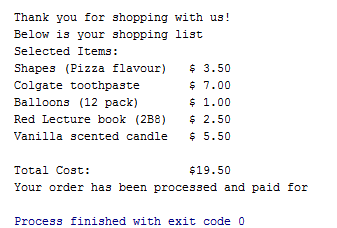 Thank you for shopping with us!
Below is your shopping list
Selected Items:
Shapes (Pizza flavour)   $ 3.50
Colgate toothpaste       $ 7.00
Balloons (12 pack)       $ 1.00
Red Lecture book (2B8)   $ 2.50
Vanilla scented candle   $ 5.50
Total Cost:              $19.50
Your order has been processed and paid for
Process finished with exit code 0